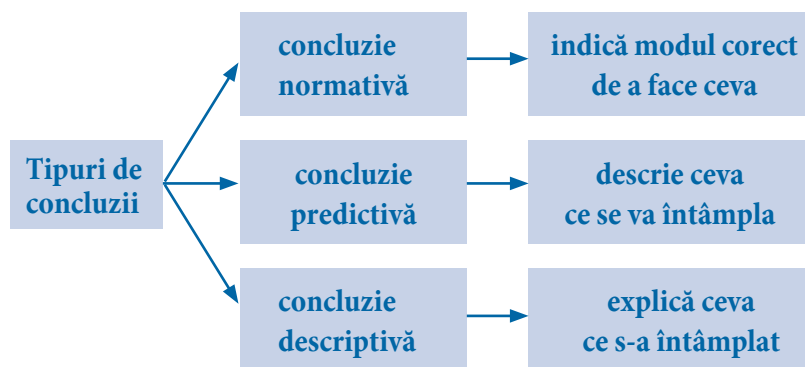 Tipuri de
concluzii
concluzie
normativă
indică modul corect
de a face ceva
concluzie
predictivă
descrie ceva
ce se va întâmpla
concluzie
descriptivă
explică ceva
ce s-a întâmplat